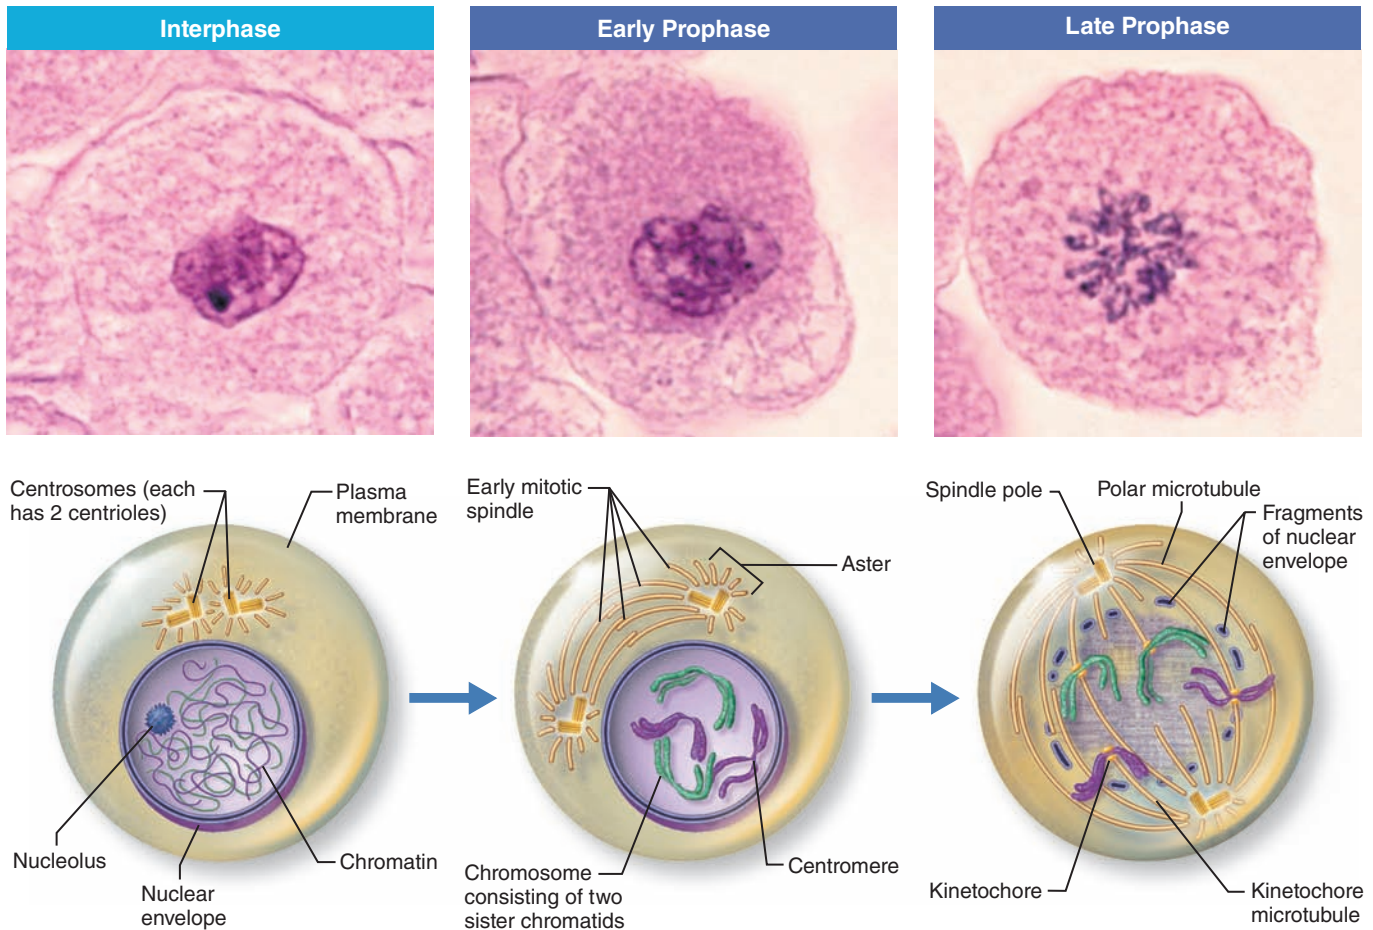 Interphase
Early Prophase
Late Prophase
Centrosomes (each
has 2 centrioles)
Plasma
membrane
Nucleolus
Nuclear
envelope
Chromatin
Early mitotic
spindle
Aster
Chromosome
consisting of two
sister chromatids
Centromere
Spindle pole
Polar microtubule
Fragments
of nuclear
envelope
Kinetochore
Kinetochore
microtubule